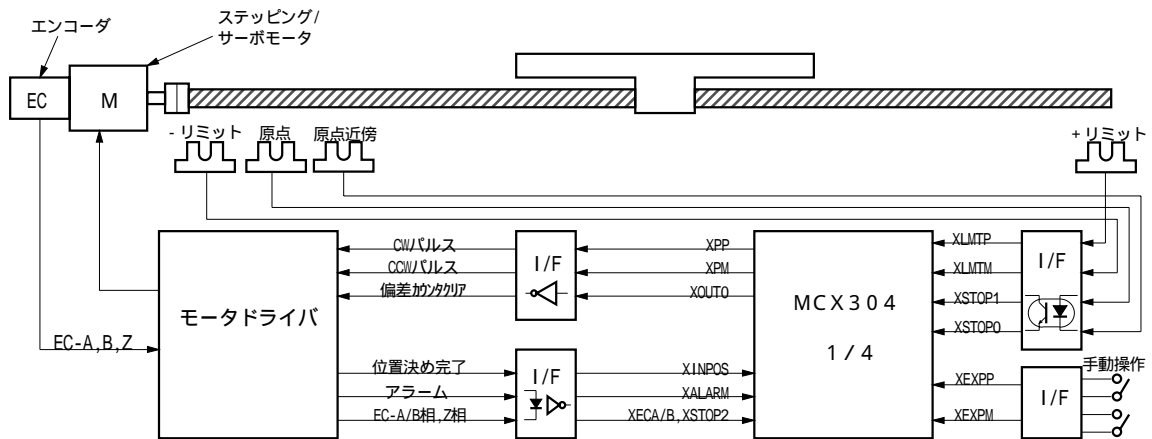 エンコーダ
ステッピング/
サーボモータ
EC
M
- リミット
原点
原点近傍
+ リミット
CWパルス
CCWパルス
偏差カウンタクリア
I/F
XPP
XPM
XOUT0
モータドライバ
MCX304
1/4
XLMTP
XLMTM
XSTOP1
XSTOP0
I/F
EC-A,B,Z
位置決め完了
アラーム
EC-A/B相,Z相
I/F
XINPOS
XALARM
XECA/B,XSTOP2
XEXPP
XEXPM
I/F
手動操作